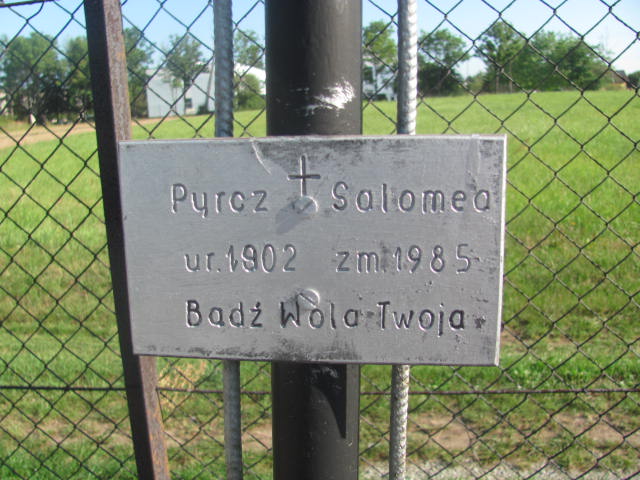 Pyrcz Salomea
ur. 1902 zm. 1985
Bądź Wola Twoja